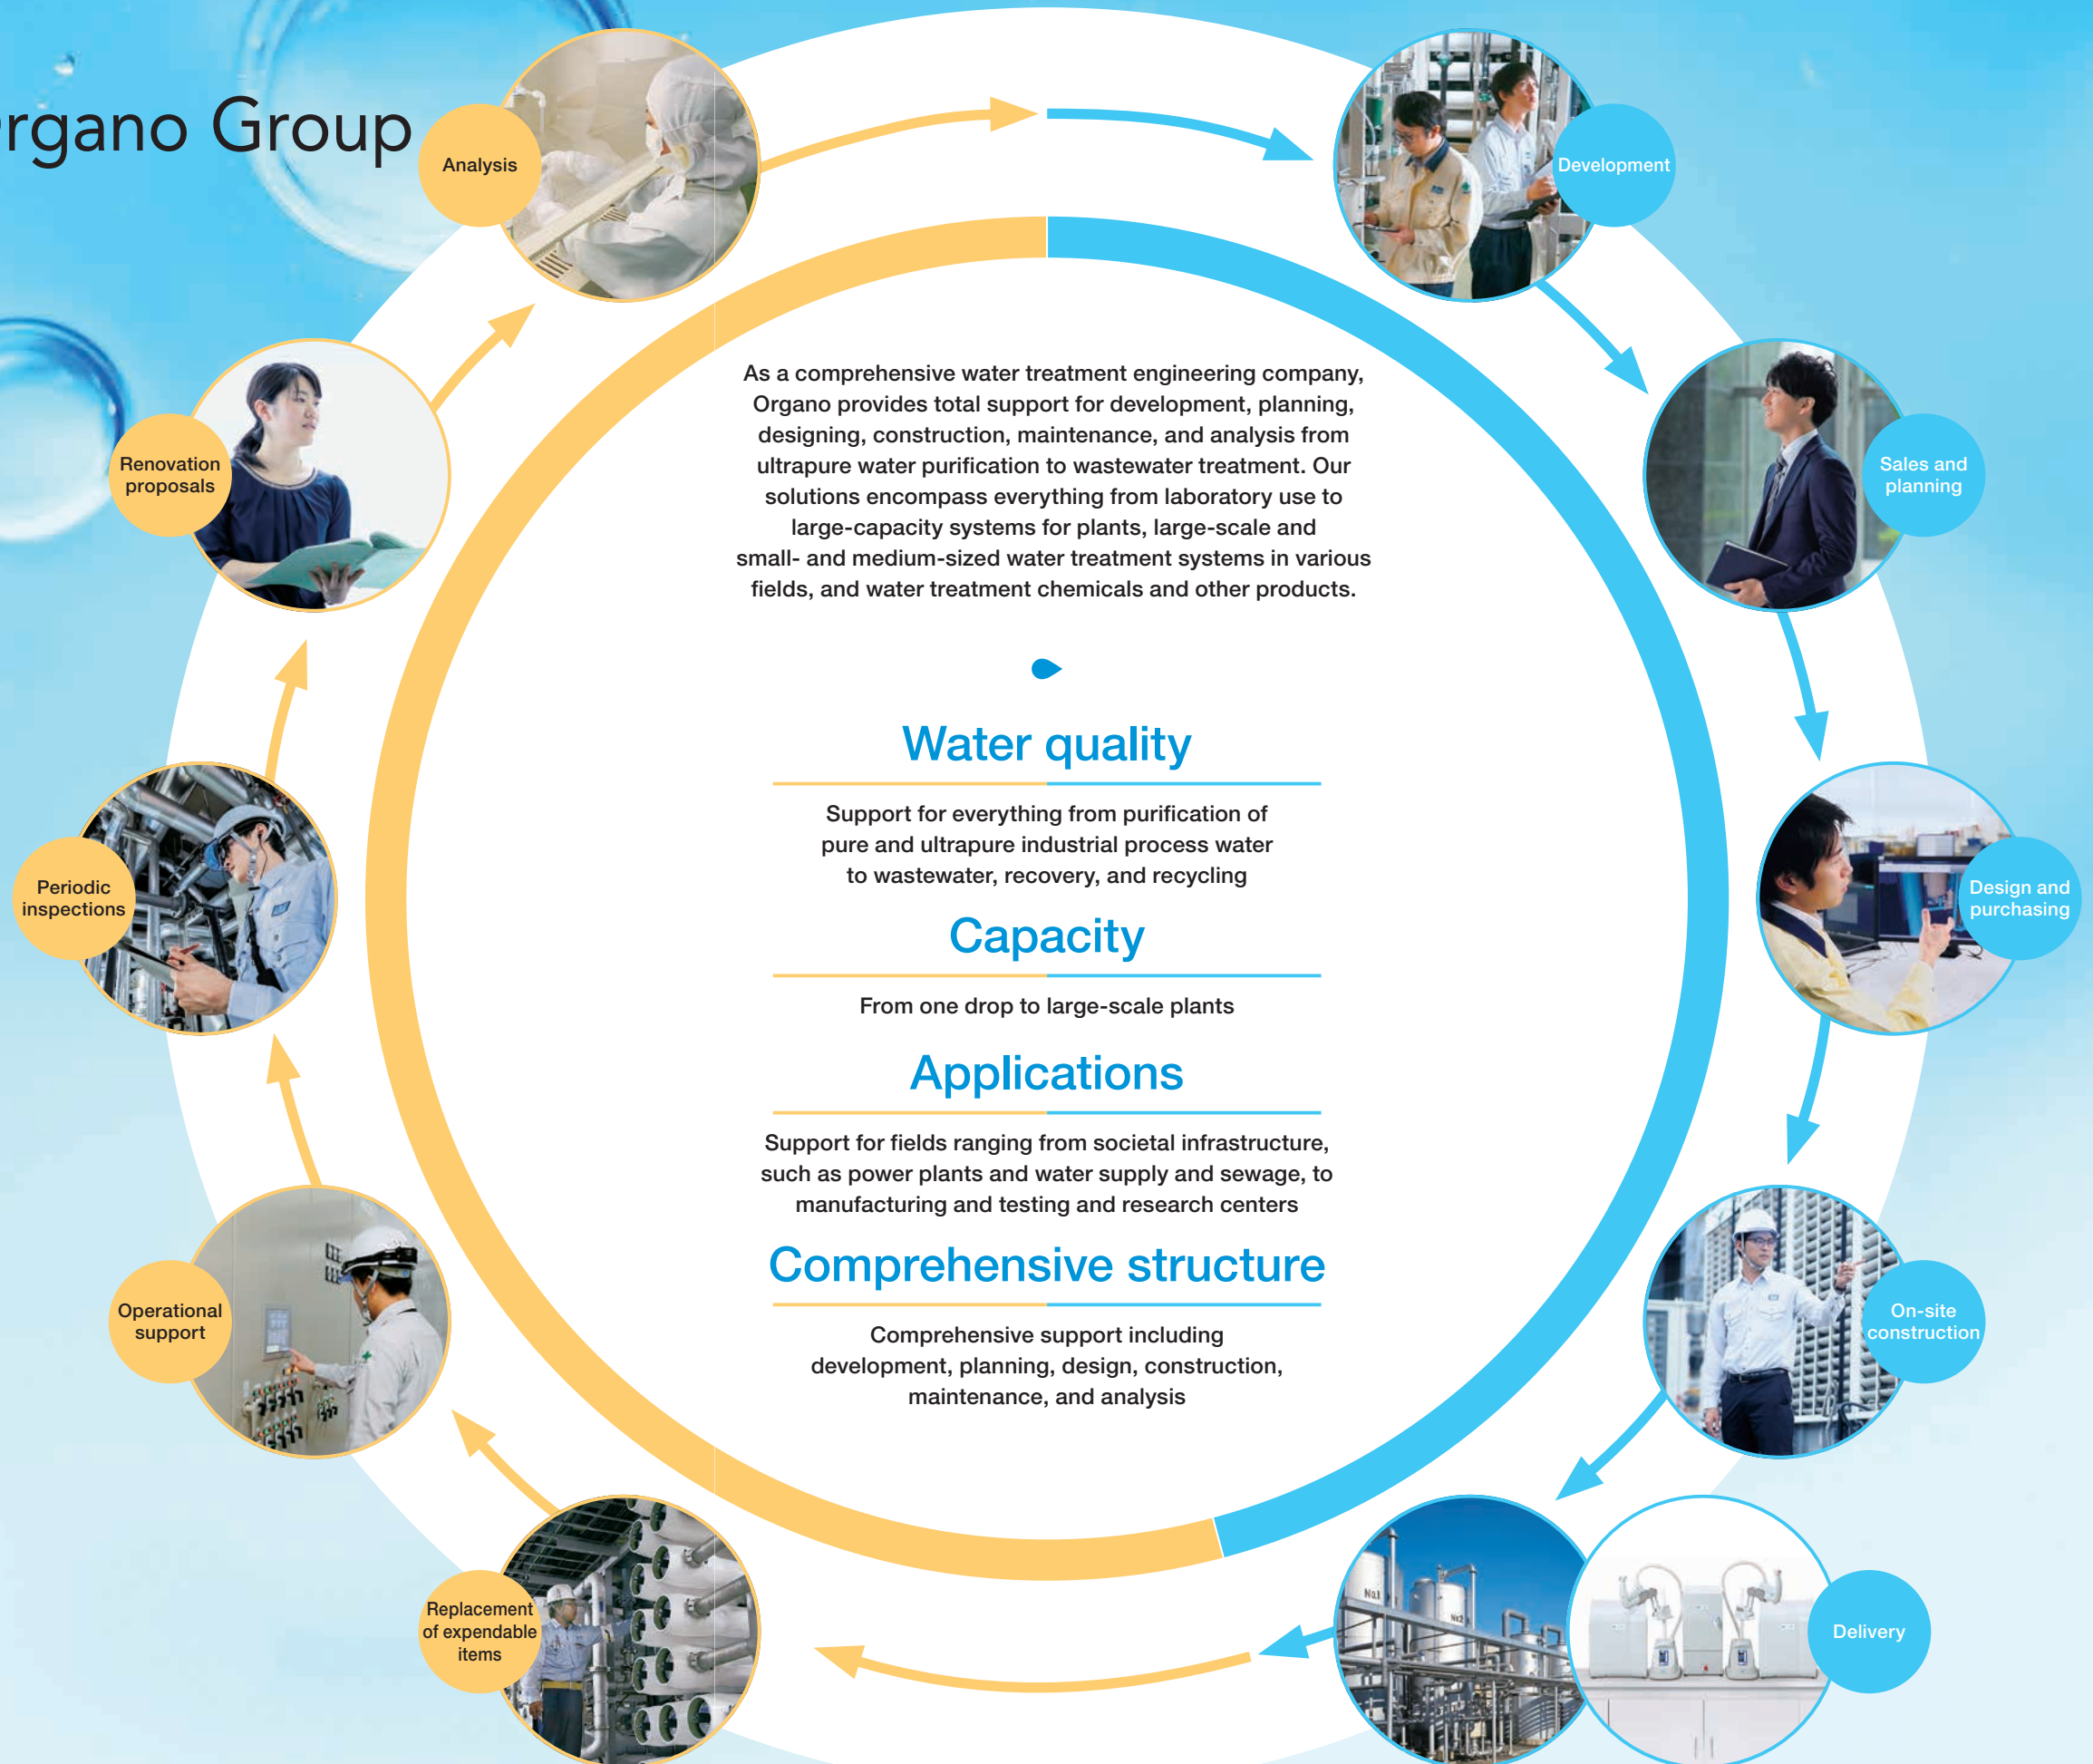 rgano Group
Analysis
Development
Renovation
proposals
Sales and
planning
Periodic
inspections
Design and
purchasing
Operational
support
On-site
construction
Replacement
of expendable
items
Delivery
No.1
No.2
As a comprehensive water treatment engineering company,
Organo provides total support for development, planning,
designing, construction, maintenance, and analysis from
ultrapure water purification to wastewater treatment. Our
solutions encompass everything from laboratory use to
large-capacity systems for plants, large-scale and
small- and medium-sized water treatment systems in various
fields, and water treatment chemicals and other products.
Water quality
Support for everything from purification of
pure and ultrapure industrial process water
to wastewater, recovery, and recycling
Capacity
From one drop to large-scale plants
Applications
Support for fields ranging from societal infrastructure,
such as power plants and water supply and sewage, to
manufacturing and testing and research centers
Comprehensive structure
Comprehensive support including
development, planning, design, construction,
maintenance, and analysis